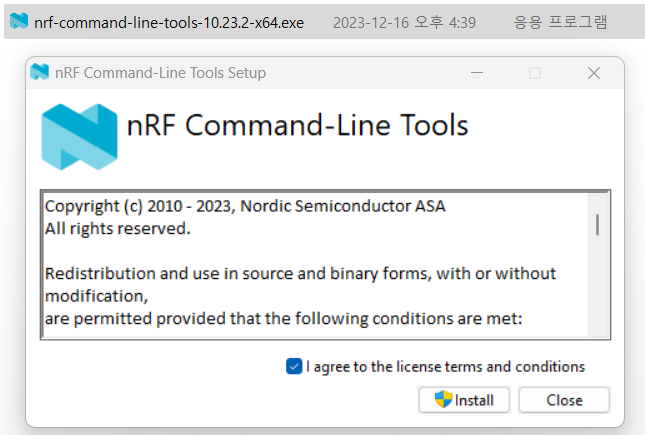 nrf-command-line-tools-10.23.2-x64.exe 2023-12-16 오후 4:39 응용 프로그램
nRF Command-Line Tools Setup
nRF Command-Line Tools
Copyright (c) 2010 - 2023, Nordic Semiconductor ASA
All rights reserved.
Redistribution and use in source and binary forms, with or without
modification,
are permitted provided that the following conditions are met:
I agree to the license terms and conditions
Install Close